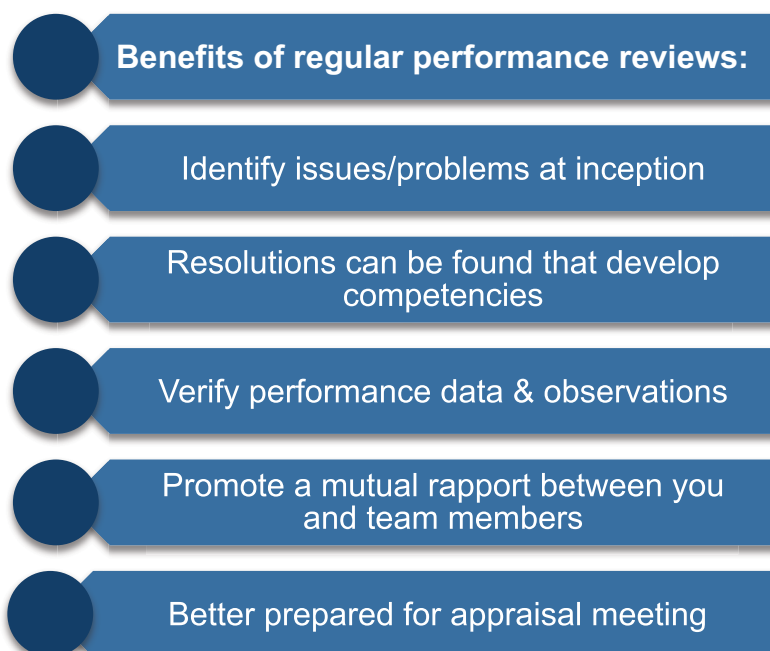 Benefits of regular performance reviews:
Identify issues/problems at inception
Resolutions can be found that develop
competencies
Verify performance data & observations
Promote a mutual rapport between you
and team members
Better prepared for appraisal meeting